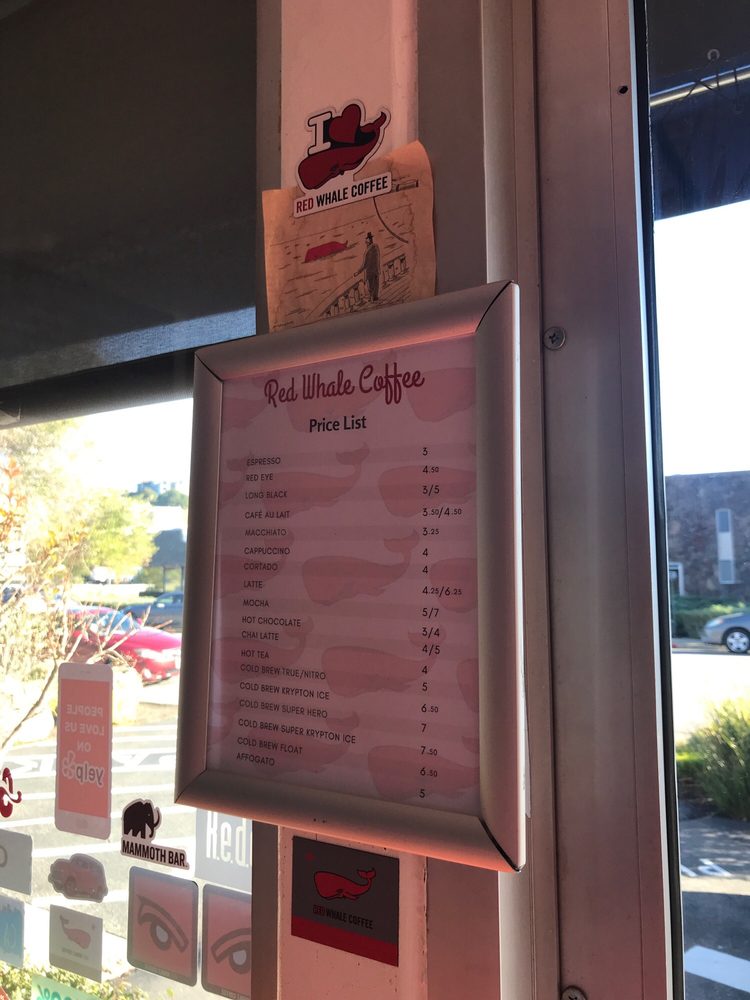 I
RED WHALE COFFEE
Red Whale Coffee
Price List
ESPRESSO 3
RED EYE 4.50
LONG BLACK 3/5
CAFÉ AU LAIT 3.50/4.50
MACCHIATO 3.25
CAPPUCCINO 4
CORTADO 4
LATTE 4.25/6.25
MOCHA 5/7
HOT CHOCOLATE 3/4
CHAI LATTE 4/5
HOT TEA 4
COLD BREW TRUE/NITRO 5
COLD BREW KRYPTON ICE 6.50
COLD BREW SUPER HERO 7
COLD BREW SUPER KRYPTON ICE 7.50
COLD BREW FLOAT 6.50
AFFOGATO 5
PEOPLE
LOVE US
ON
yelp
MAMMOTH BAR
R.e.d.
RED WHALE COFFEE